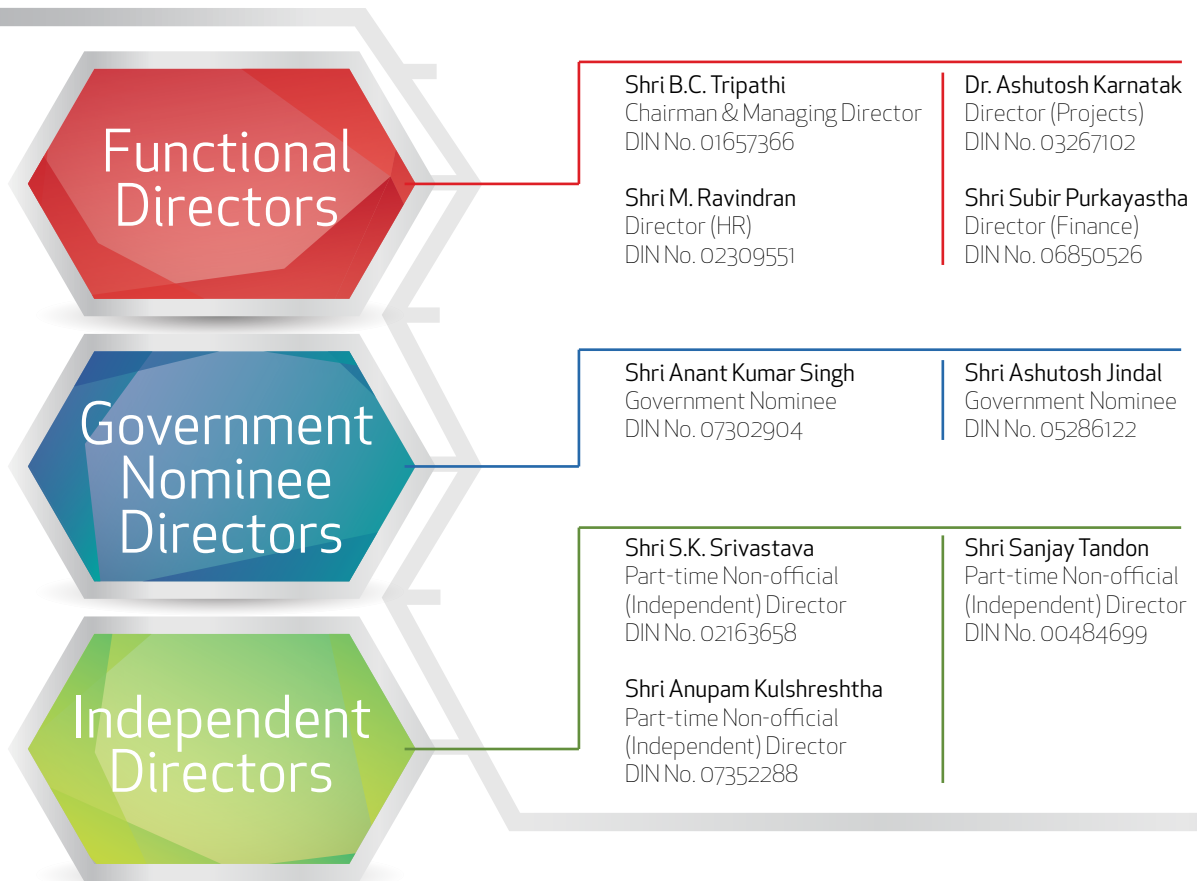 Functional
Directors
Shri B.C. Tripathi
Chairman & Managing Director
DIN No. 01657366
Shri M. Ravindran
Director (HR)
DIN No. 02309551
Dr. Ashutosh Karnatak
Director (Projects)
DIN No. 03267102
Shri Subir Purkayastha
Director (Finance)
DIN No. 06850526
Government
Nominee
Directors
Shri Anant Kumar Singh
Government Nominee
DIN No. 07302904
Shri Ashutosh Jindal
Government Nominee
DIN No. 05286122
Independent
Directors
Shri S.K. Srivastava
Part-time Non-official
(Independent) Director
DIN No. 02163658
Shri Anupam Kulshreshtha
Part-time Non-official
(Independent) Director
DIN No. 07352288
Shri Sanjay Tandon
Part-time Non-official
(Independent) Director
DIN No. 00484699